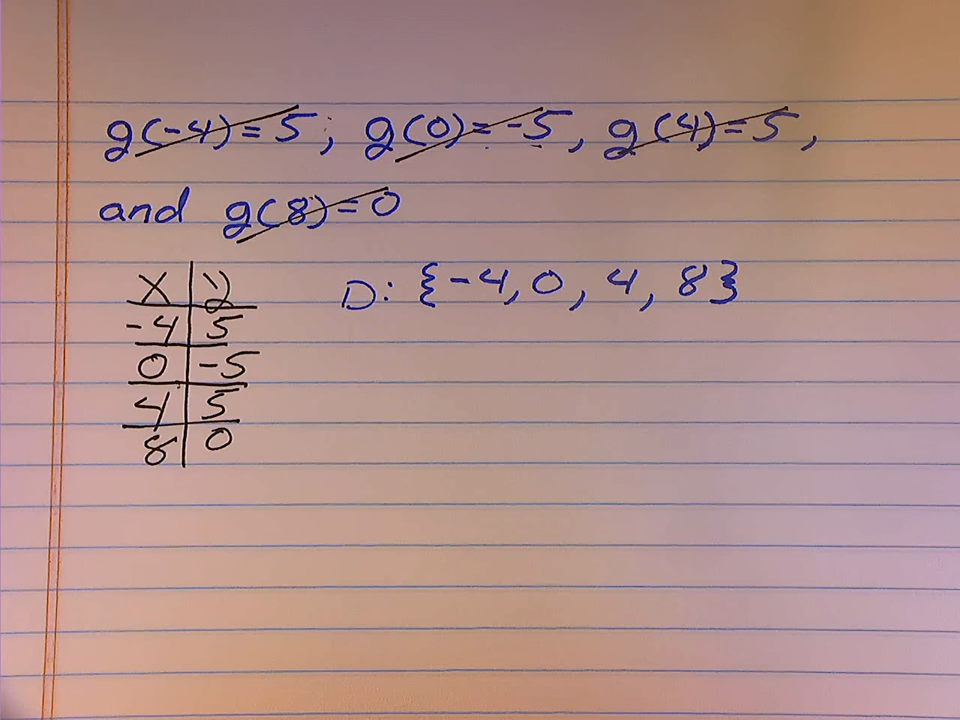 g(-4) = 5; g(0) = -5, g(4) = 5,
and g(8) = 0
x y D: {-4, 0, 4, 8}
-4 5
0 -5
4 5
8 0